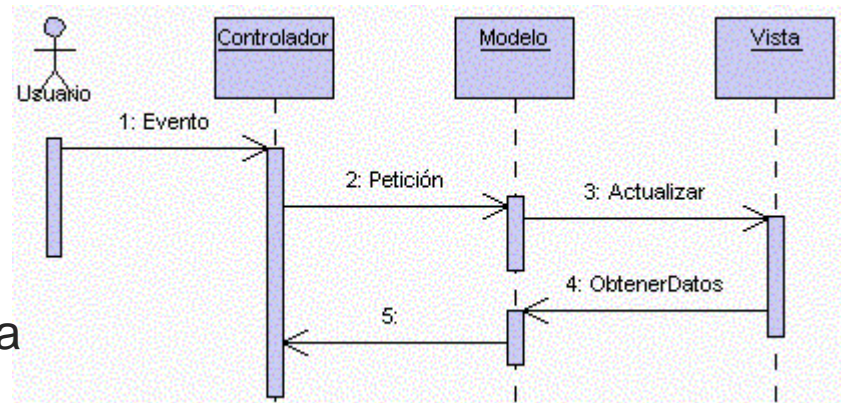 Controlador
Modelo
Vista
Usuario
1: Evento
2: Petición
3: Actualizar
4: ObtenerDatos
5:
a